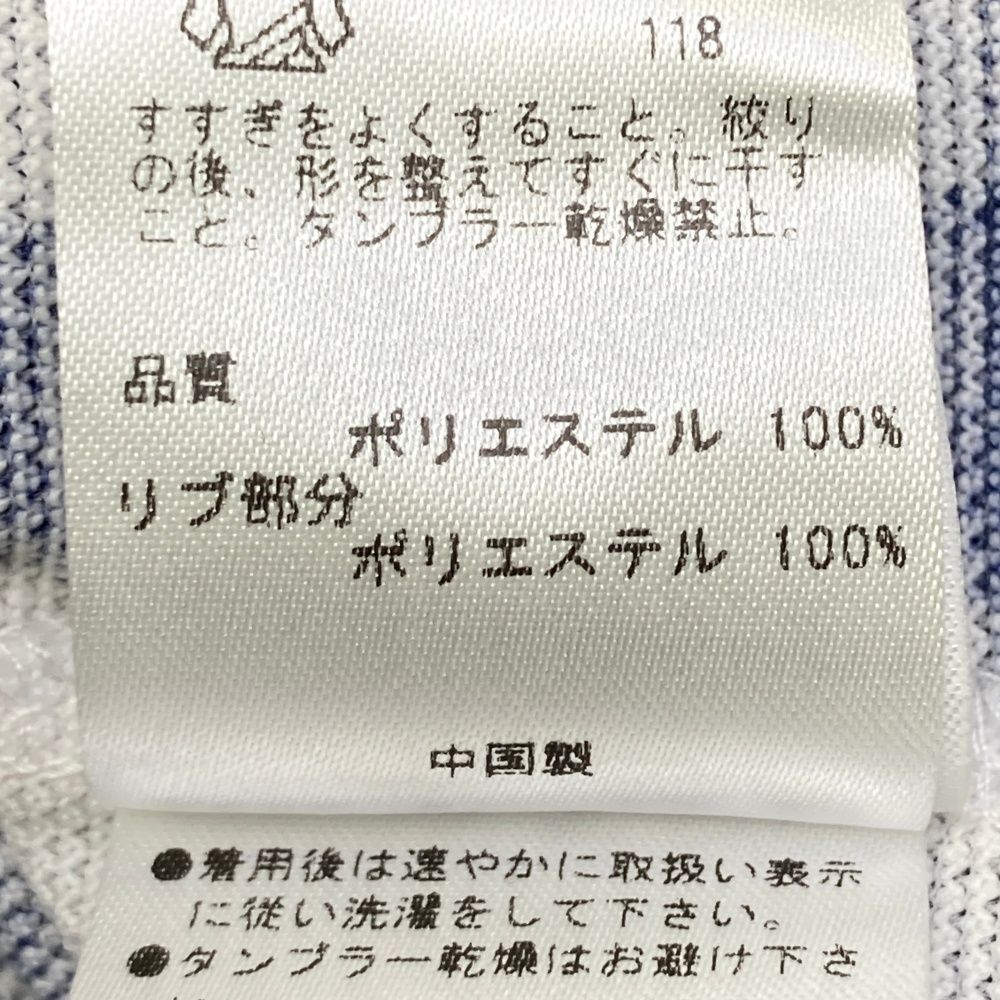 118
すすぎをよくすること。絞り
の後、形を整えてすぐに干す
こと。タンブラー乾燥禁止。
品質
ポリエステル 100%
リブ部分
ポリエステル 100%
中国製
●着用後は速やかに取扱い表示
に従い洗濯をして下さい。
●タンブラー乾燥はお避け下さ